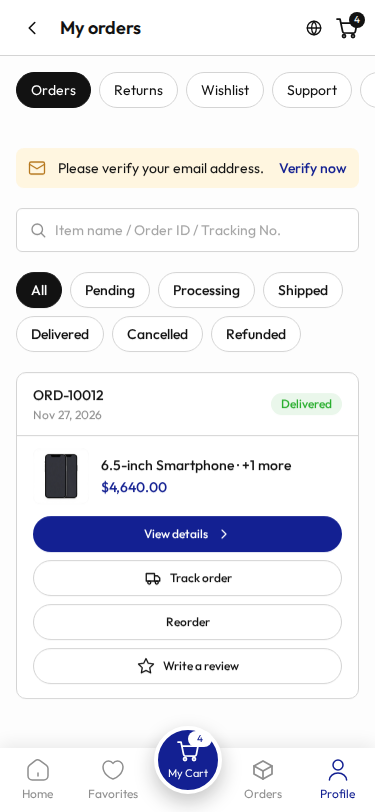 My orders
4
Orders
Returns
Wishlist
Support
Please verify your email address.
Verify now
Item name / Order ID / Tracking No.
All
Pending
Processing
Shipped
Delivered
Cancelled
Refunded
ORD-10012
Nov 27, 2026
Delivered
6.5-inch Smartphone · +1 more
$4,640.00
View details
Track order
Reorder
Write a review
4
My Cart
Home
Favorites
Orders
Profile